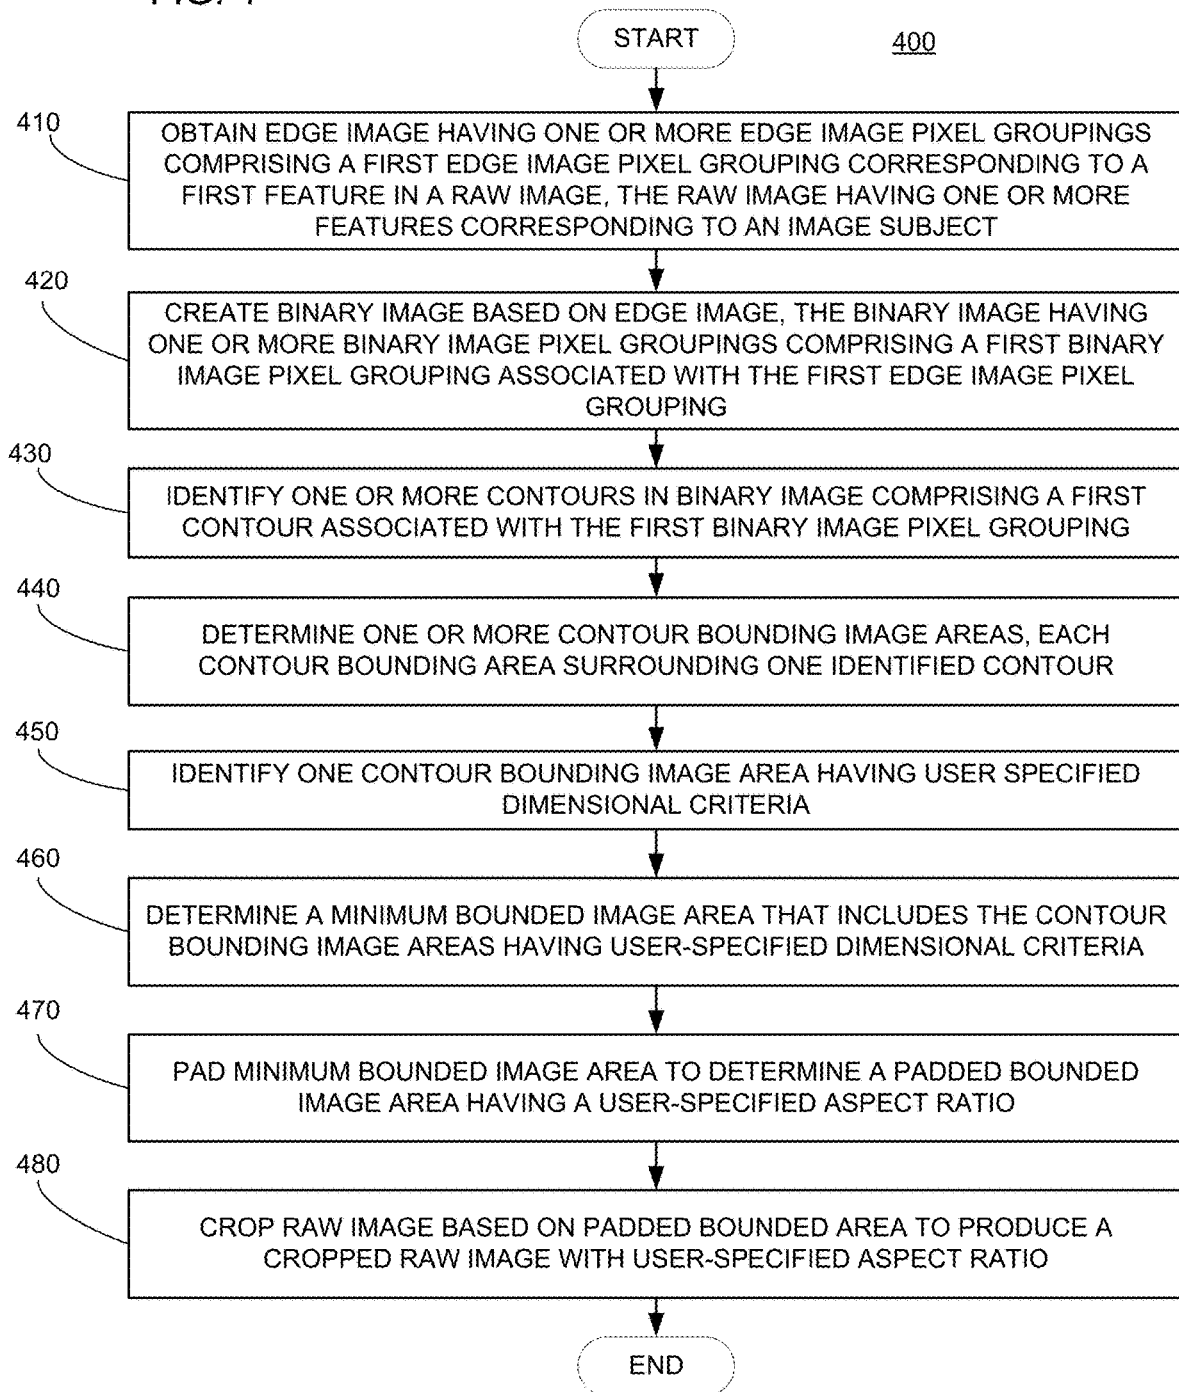 START
400
410
OBTAIN EDGE IMAGE HAVING ONE OR MORE EDGE IMAGE PIXEL GROUPINGS
COMPRISING A FIRST EDGE IMAGE PIXEL GROUPING CORRESPONDING TO A
FIRST FEATURE IN A RAW IMAGE, THE RAW IMAGE HAVING ONE OR MORE
FEATURES CORRESPONDING TO AN IMAGE SUBJECT
420
CREATE BINARY IMAGE BASED ON EDGE IMAGE, THE BINARY IMAGE HAVING
ONE OR MORE BINARY IMAGE PIXEL GROUPINGS COMPRISING A FIRST BINARY
IMAGE PIXEL GROUPING ASSOCIATED WITH THE FIRST EDGE IMAGE PIXEL
GROUPING
430
IDENTIFY ONE OR MORE CONTOURS IN BINARY IMAGE COMPRISING A FIRST
CONTOUR ASSOCIATED WITH THE FIRST BINARY IMAGE PIXEL GROUPING
440
DETERMINE ONE OR MORE CONTOUR BOUNDING IMAGE AREAS, EACH
CONTOUR BOUNDING AREA SURROUNDING ONE IDENTIFIED CONTOUR
450
IDENTIFY ONE CONTOUR BOUNDING IMAGE AREA HAVING USER SPECIFIED
DIMENSIONAL CRITERIA
460
DETERMINE A MINIMUM BOUNDED IMAGE AREA THAT INCLUDES THE CONTOUR
BOUNDING IMAGE AREAS HAVING USER-SPECIFIED DIMENSIONAL CRITERIA
470
PAD MINIMUM BOUNDED IMAGE AREA TO DETERMINE A PADDED BOUNDED
IMAGE AREA HAVING A USER-SPECIFIED ASPECT RATIO
480
CROP RAW IMAGE BASED ON PADDED BOUNDED AREA TO PRODUCE A
CROPPED RAW IMAGE WITH USER-SPECIFIED ASPECT RATIO
END